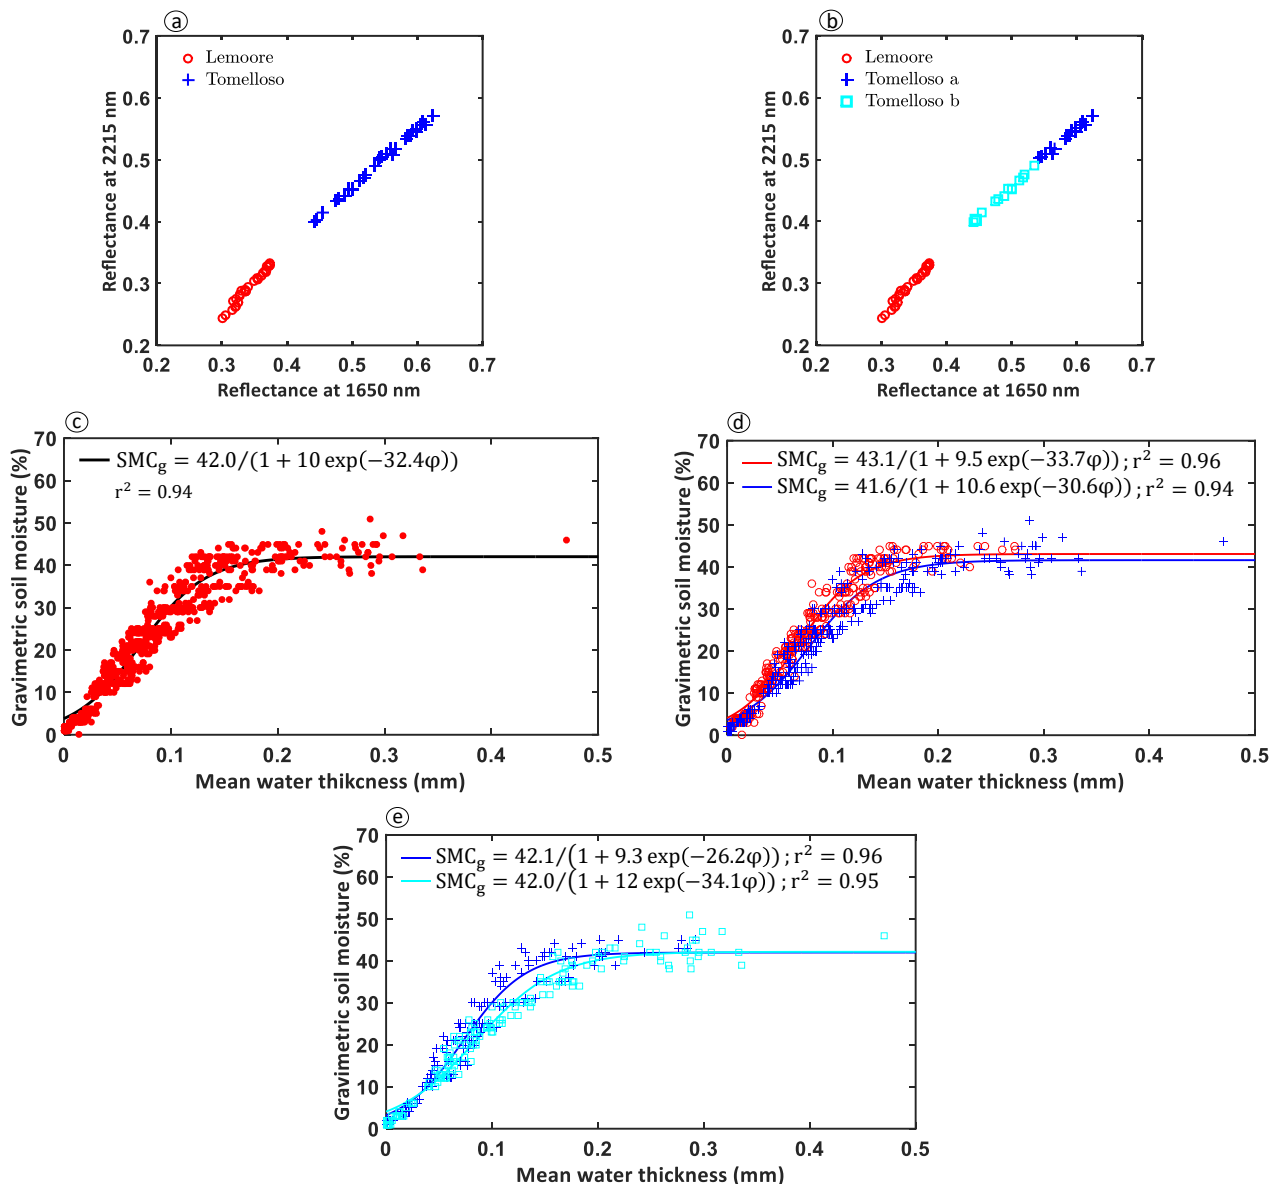 a
0.7
0.6
0.5
0.4
0.3
0.2
0.2 0.3 0.4 0.5 0.6 0.7
Reflectance at 2215 nm
Reflectance at 1650 nm
Lemoore
Tomelloso
b
0.7
0.6
0.5
0.4
0.3
0.2
0.2 0.3 0.4 0.5 0.6 0.7
Reflectance at 2215 nm
Reflectance at 1650 nm
Lemoore
Tomelloso a
Tomelloso b
c
70
60
50
40
30
20
10
0
0 0.1 0.2 0.3 0.4 0.5
Gravimetric soil moisture (%)
Mean water thikcness (mm)
SMC_g = 42.0/(1 + 10 exp(−32.4φ))
r² = 0.94
d
70
60
50
40
30
20
10
0
0 0.1 0.2 0.3 0.4 0.5
Gravimetric soil moisture (%)
Mean water thickness (mm)
SMC_g = 43.1/(1 + 9.5 exp(−33.7φ)) ; r² = 0.96
SMC_g = 41.6/(1 + 10.6 exp(−30.6φ)) ; r² = 0.94
e
70
60
50
40
30
20
10
0
0 0.1 0.2 0.3 0.4 0.5
Gravimetric soil moisture (%)
Mean water thickness (mm)
SMC_g = 42.1/(1 + 9.3 exp(−26.2φ)) ; r² = 0.96
SMC_g = 42.0/(1 + 12 exp(−34.1φ)) ; r² = 0.95